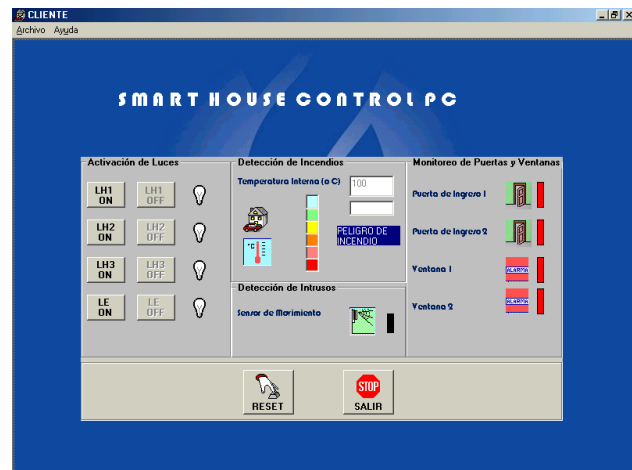 CLIENTE
Archivo Ayuda
SMART HOUSE CONTROL PC
Activación de Luces
LH1 ON
LH1 OFF
LH2 ON
LH2 OFF
LH3 ON
LH3 OFF
LE ON
LE OFF
Detección de Incendios
Temperatura Interna (o C)
100
°C
PELIGRO DE
INCENDIO
Detección de Intrusos
Sensor de Movimiento
Monitoreo de Puertas y Ventanas
Puerta de Ingreso 1
Puerta de Ingreso 2
Ventana 1
ALARMA
Ventana 2
ALARMA
RESET
STOP
SALIR